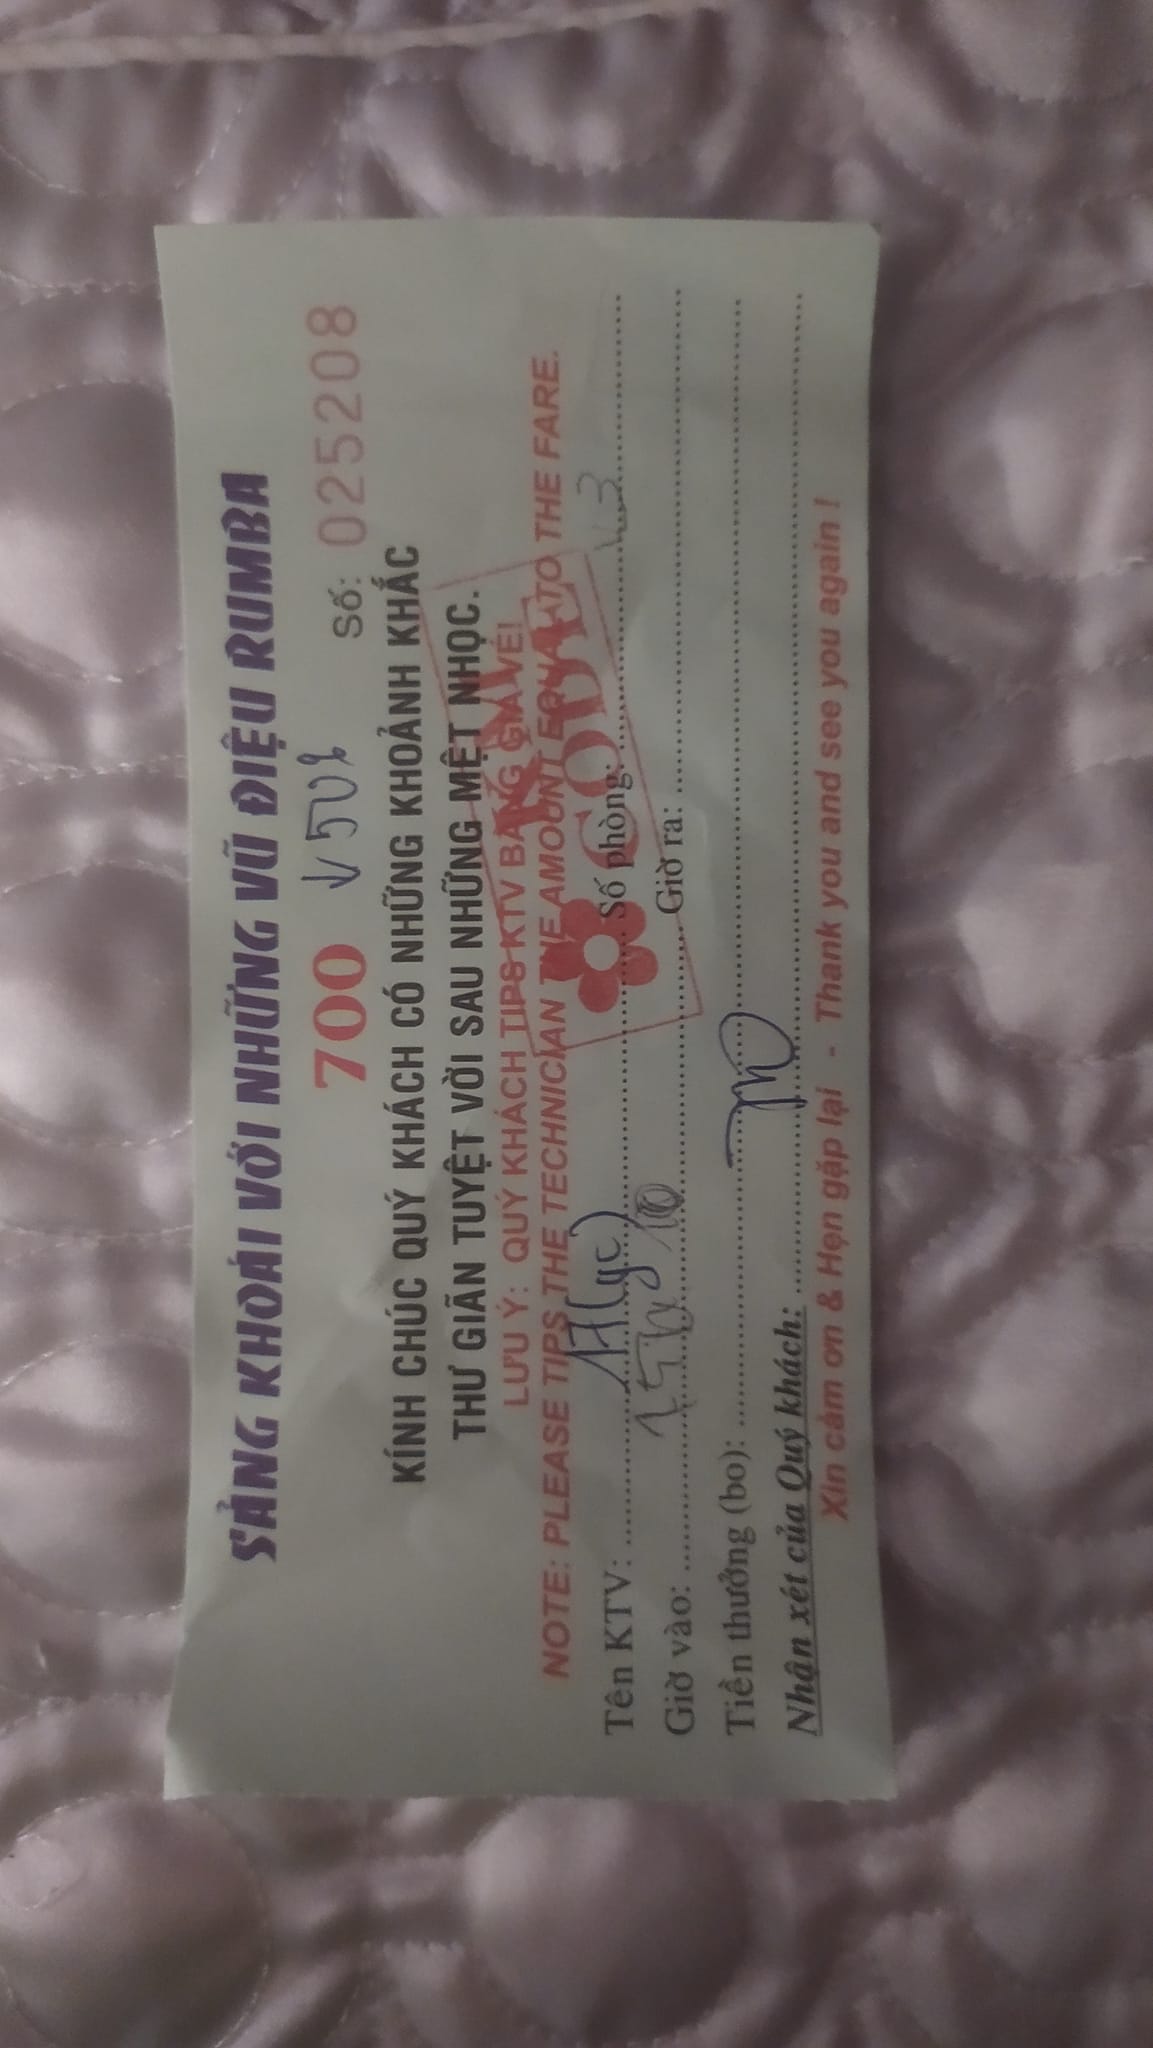 SẢNG KHOÁI VỚI NHỮNG VŨ ĐIỆU RUMBA
700 ↓50% Số: 025208
KÍNH CHÚC QUÝ KHÁCH CÓ NHỮNG KHOẢNH KHẮC
THƯ GIÃN TUYỆT VỜI SAU NHỮNG MỆT NHỌC.
LƯU Ý: QUÝ KHÁCH TIPS KTV BẰNG GIÁ VÉ!
NOTE: PLEASE TIPS THE TECHNICIAN THE AMOUNT EQUAL TO THE FARE.
Tên KTV: Số phòng:
Giờ vào: Giờ ra:
Tiền thưởng (bo):
Nhận xét của Quý khách:
Xin cảm ơn & Hẹn gặp lại - Thank you and see you again !